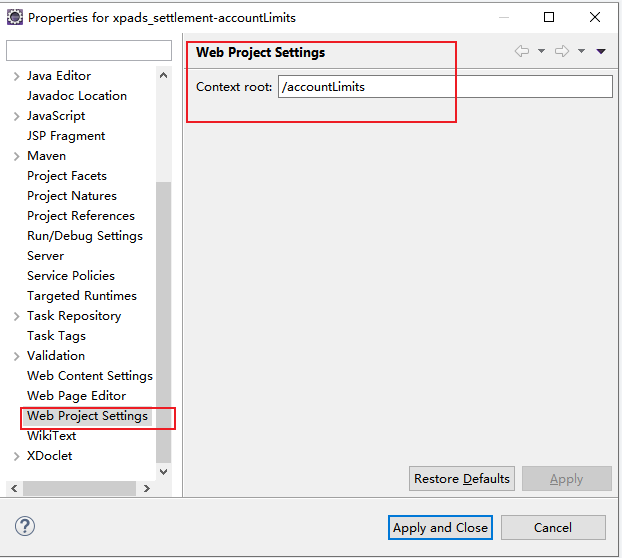 Properties for xpads_settlement-accountLimits
Java Editor
Javadoc Location
JavaScript
JSP Fragment
Maven
Project Facets
Project Natures
Project References
Run/Debug Settings
Server
Service Policies
Targeted Runtimes
Task Repository
Task Tags
Validation
Web Content Settings
Web Page Editor
Web Project Settings
WikiText
XDoclet
Web Project Settings
Context root: /accountLimits
Restore Defaults Apply
? Apply and Close Cancel